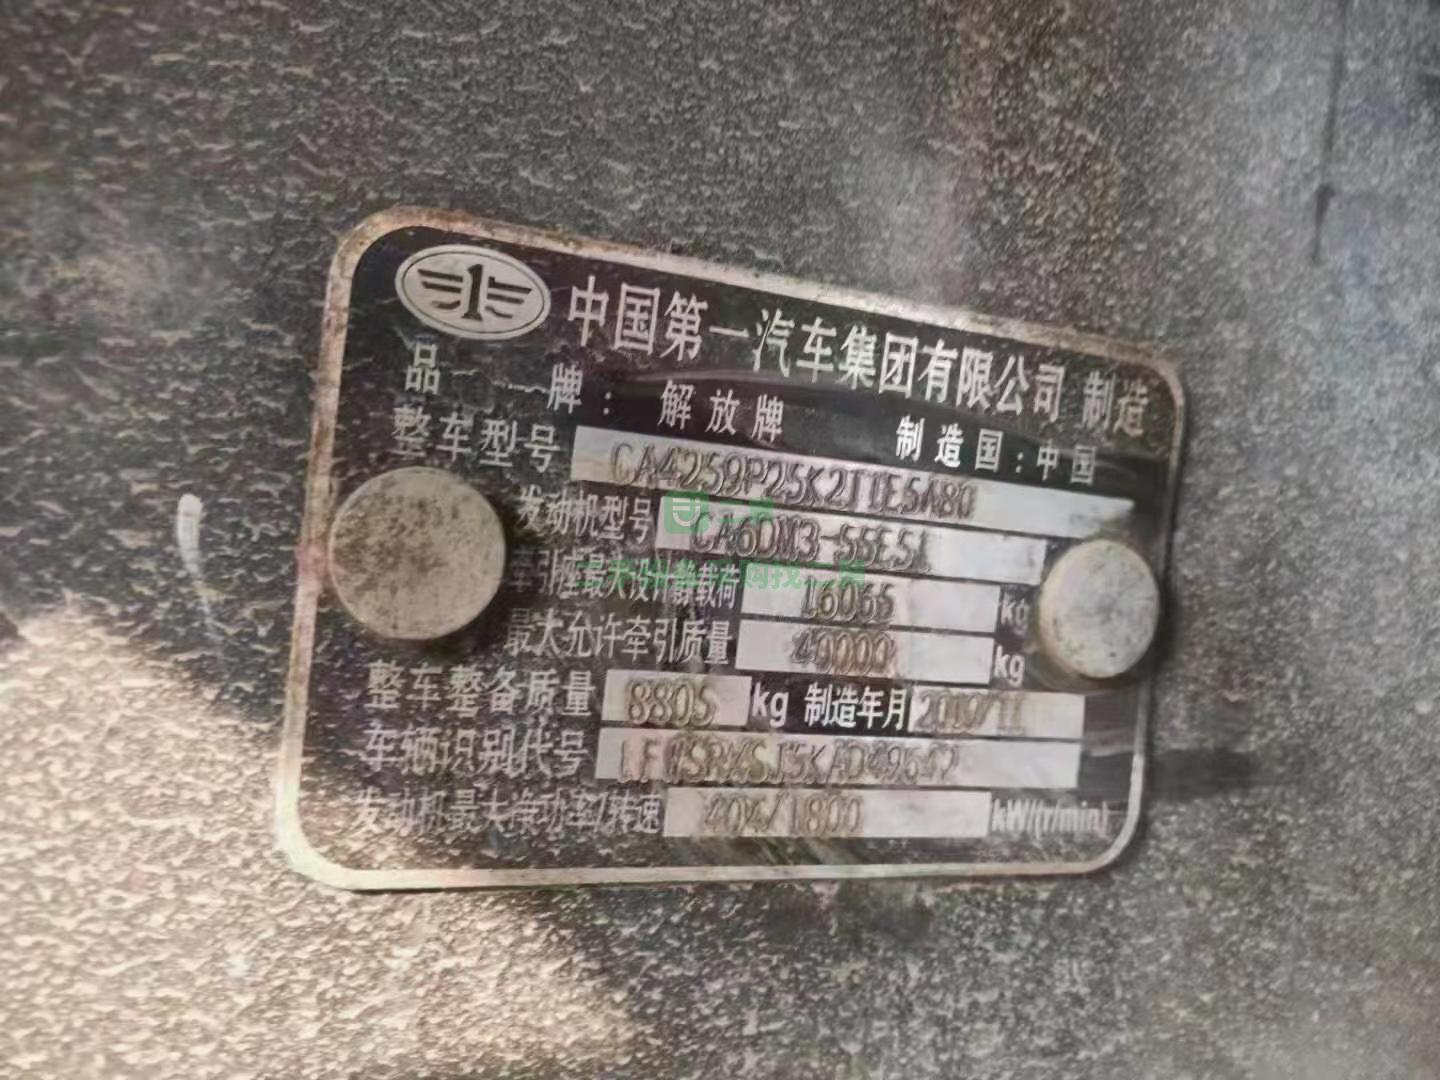 中国第一汽车集团有限公司 制造
品 牌: 解放牌 制造国:中国
整车型号 CA4259P25K2T1E5A80
发动机型号 CA6DM3-55E51
牵引座最大设计静载荷 16065 kg
最大允许牵引质量 40000 kg
整车整备质量 8805 kg 制造年月
车辆识别代号
发动机最大净功率/转速 404/1800 kW/(r/min)